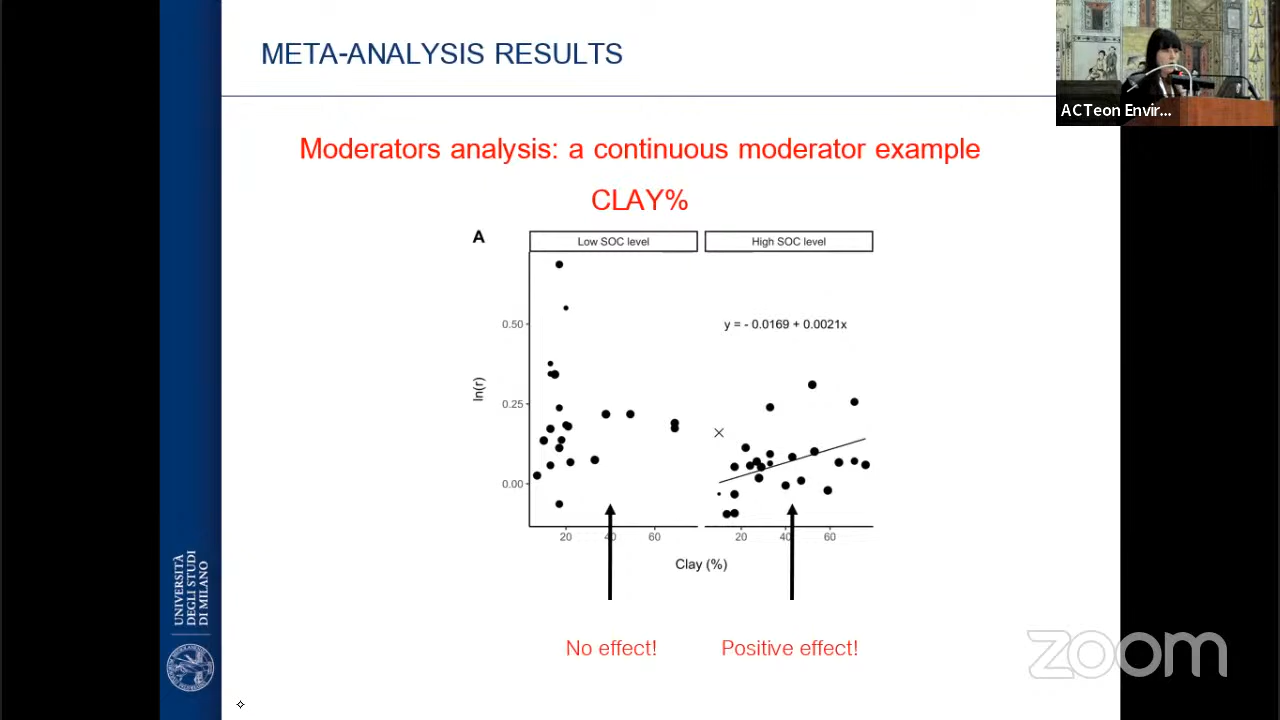 META-ANALYSIS RESULTS
ACTeon Envir...
Moderators analysis: a continuous moderator example
CLAY%
A
Low SOC level
High SOC level
y = - 0.0169 + 0.0021x
0.50
0.25
0.00
ln(r)
20
40
60
20
40
60
Clay (%)
No effect!
Positive effect!
UNIVERSITÀ
DEGLI STUDI
DI MILANO
zoom